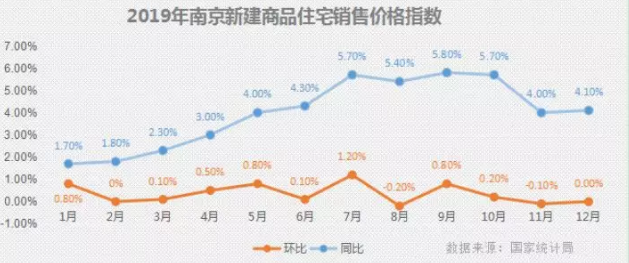 2019年南京新建商品住宅销售价格指数
7.00%
6.00%
5.00%
4.00%
3.00%
2.00%
1.00%
0.00%
-1.00%
1.70%
1.80%
2.30%
3.00%
4.00%
4.30%
5.70%
5.40%
5.80%
5.70%
4.00%
4.10%
0.80%
0%
0.10%
0.50%
0.80%
0.10%
1.20%
-0.20%
0.80%
0.20%
-0.10%
0.00%
1月
2月
3月
4月
5月
6月
7月
8月
9月
10月
11月
12月
环比
同比
数据来源：国家统计局